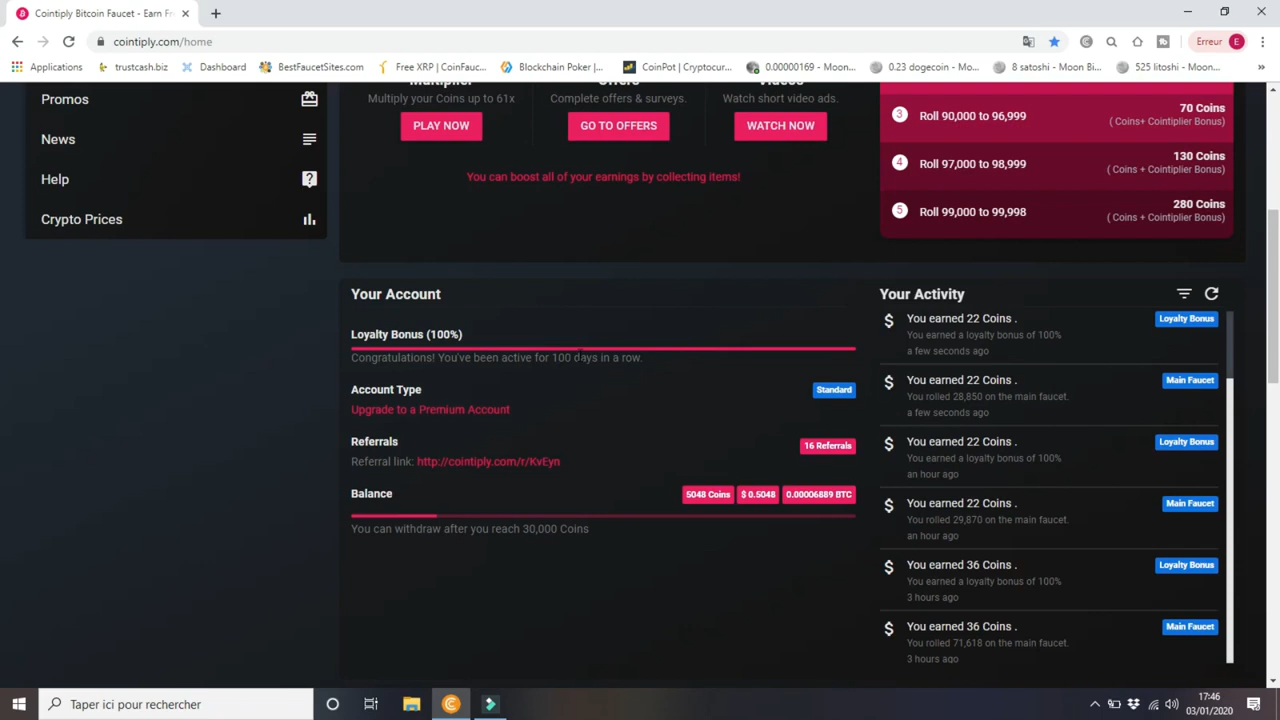 Cointiply Bitcoin Faucet - Earn Fr
cointiply.com/home
Erreur E
Applications
trustcash.biz
Dashboard
BestFaucetSites.com
Free XRP | CoinFauc...
Blockchain Poker |...
CoinPot | Cryptocur...
0.00000169 - Moon...
0.23 dogecoin - Mo...
8 satoshi - Moon Bi...
525 litoshi - Moon...
Promos
News
Help
Crypto Prices
Multiplier
Multiply your Coins up to 61x
PLAY NOW
Offers
Complete offers & surveys.
GO TO OFFERS
Videos
Watch short video ads.
WATCH NOW
You can boost all of your earnings by collecting items!
3 Roll 90,000 to 96,999 70 Coins
( Coins+ Cointiplier Bonus)
4 Roll 97,000 to 98,999 130 Coins
( Coins + Cointiplier Bonus)
5 Roll 99,000 to 99,998 280 Coins
( Coins + Cointiplier Bonus)
Your Account
Loyalty Bonus (100%)
Congratulations! You've been active for 100 days in a row.
Account Type Standard
Upgrade to a Premium Account
Referrals 16 Referrals
Referral link: http://cointiply.com/r/KvEyn
Balance 5048 Coins $ 0.5048 0.00006889 BTC
You can withdraw after you reach 30,000 Coins
Your Activity
You earned 22 Coins . Loyalty Bonus
You earned a loyalty bonus of 100%
a few seconds ago
You earned 22 Coins . Main Faucet
You rolled 28,850 on the main faucet.
a few seconds ago
You earned 22 Coins . Loyalty Bonus
You earned a loyalty bonus of 100%
an hour ago
You earned 22 Coins . Main Faucet
You rolled 29,870 on the main faucet.
an hour ago
You earned 36 Coins . Loyalty Bonus
You earned a loyalty bonus of 100%
3 hours ago
You earned 36 Coins . Main Faucet
You rolled 71,618 on the main faucet.
3 hours ago
Taper ici pour rechercher
17:46
03/01/2020